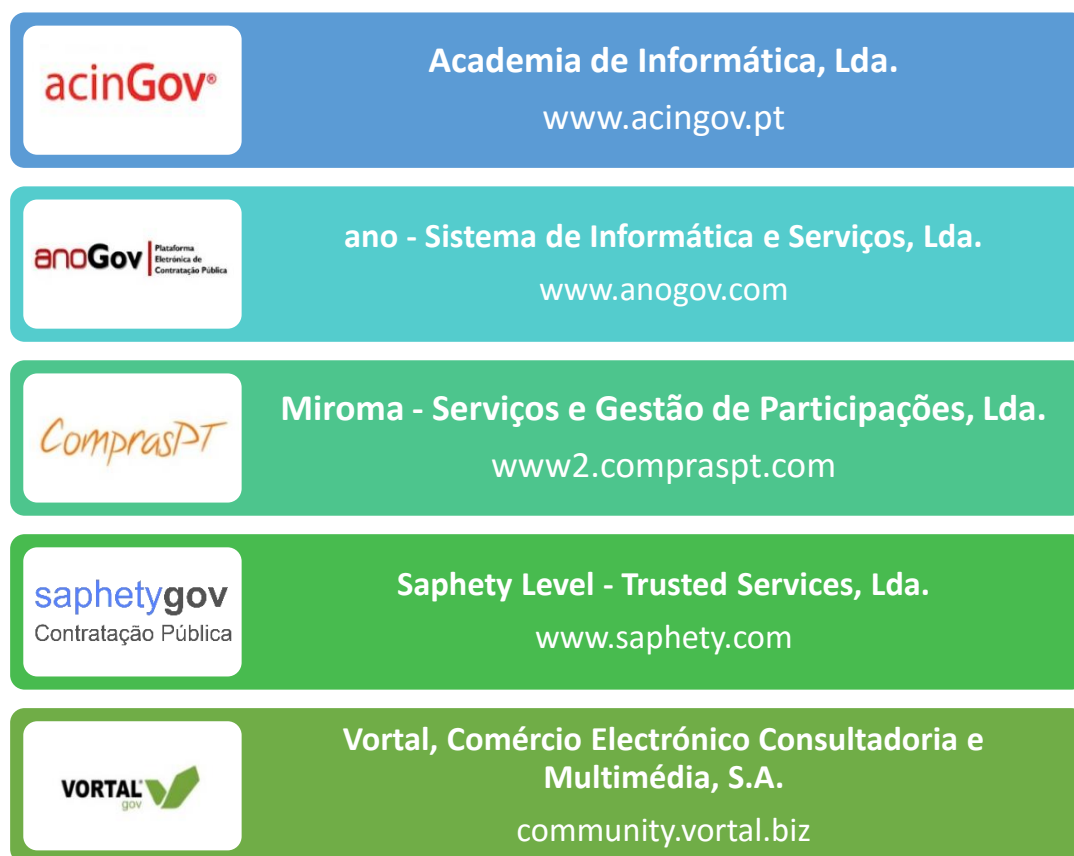 acinGov®
Academia de Informática, Lda.
www.acingov.pt
anoGov
Plataforma
Eletrónica de
Contratação Pública
ano - Sistema de Informática e Serviços, Lda.
www.anogov.com
ComprasPT
Miroma - Serviços e Gestão de Participações, Lda.
www2.compraspt.com
saphetygov
Contratação Pública
Saphety Level - Trusted Services, Lda.
www.saphety.com
VORTAL
gov
Vortal, Comércio Electrónico Consultadoria e
Multimédia, S.A.
community.vortal.biz